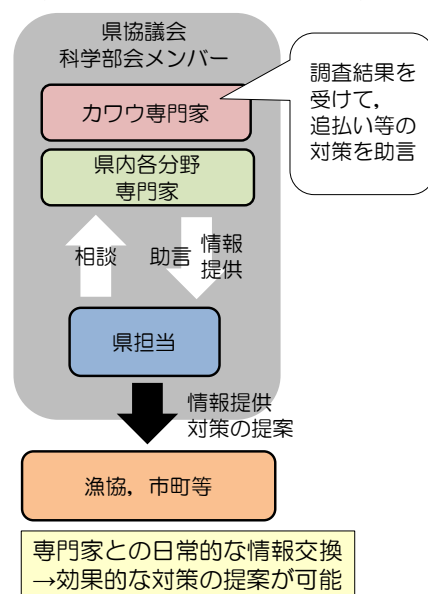 県協議会
科学部会メンバー
カワウ専門家
調査結果を
受けて，
追払い等の
対策を助言
県内各分野
専門家
相談
助言
情報
提供
県担当
情報提供
対策の提案
漁協，市町等
専門家との日常的な情報交換
→効果的な対策の提案が可能